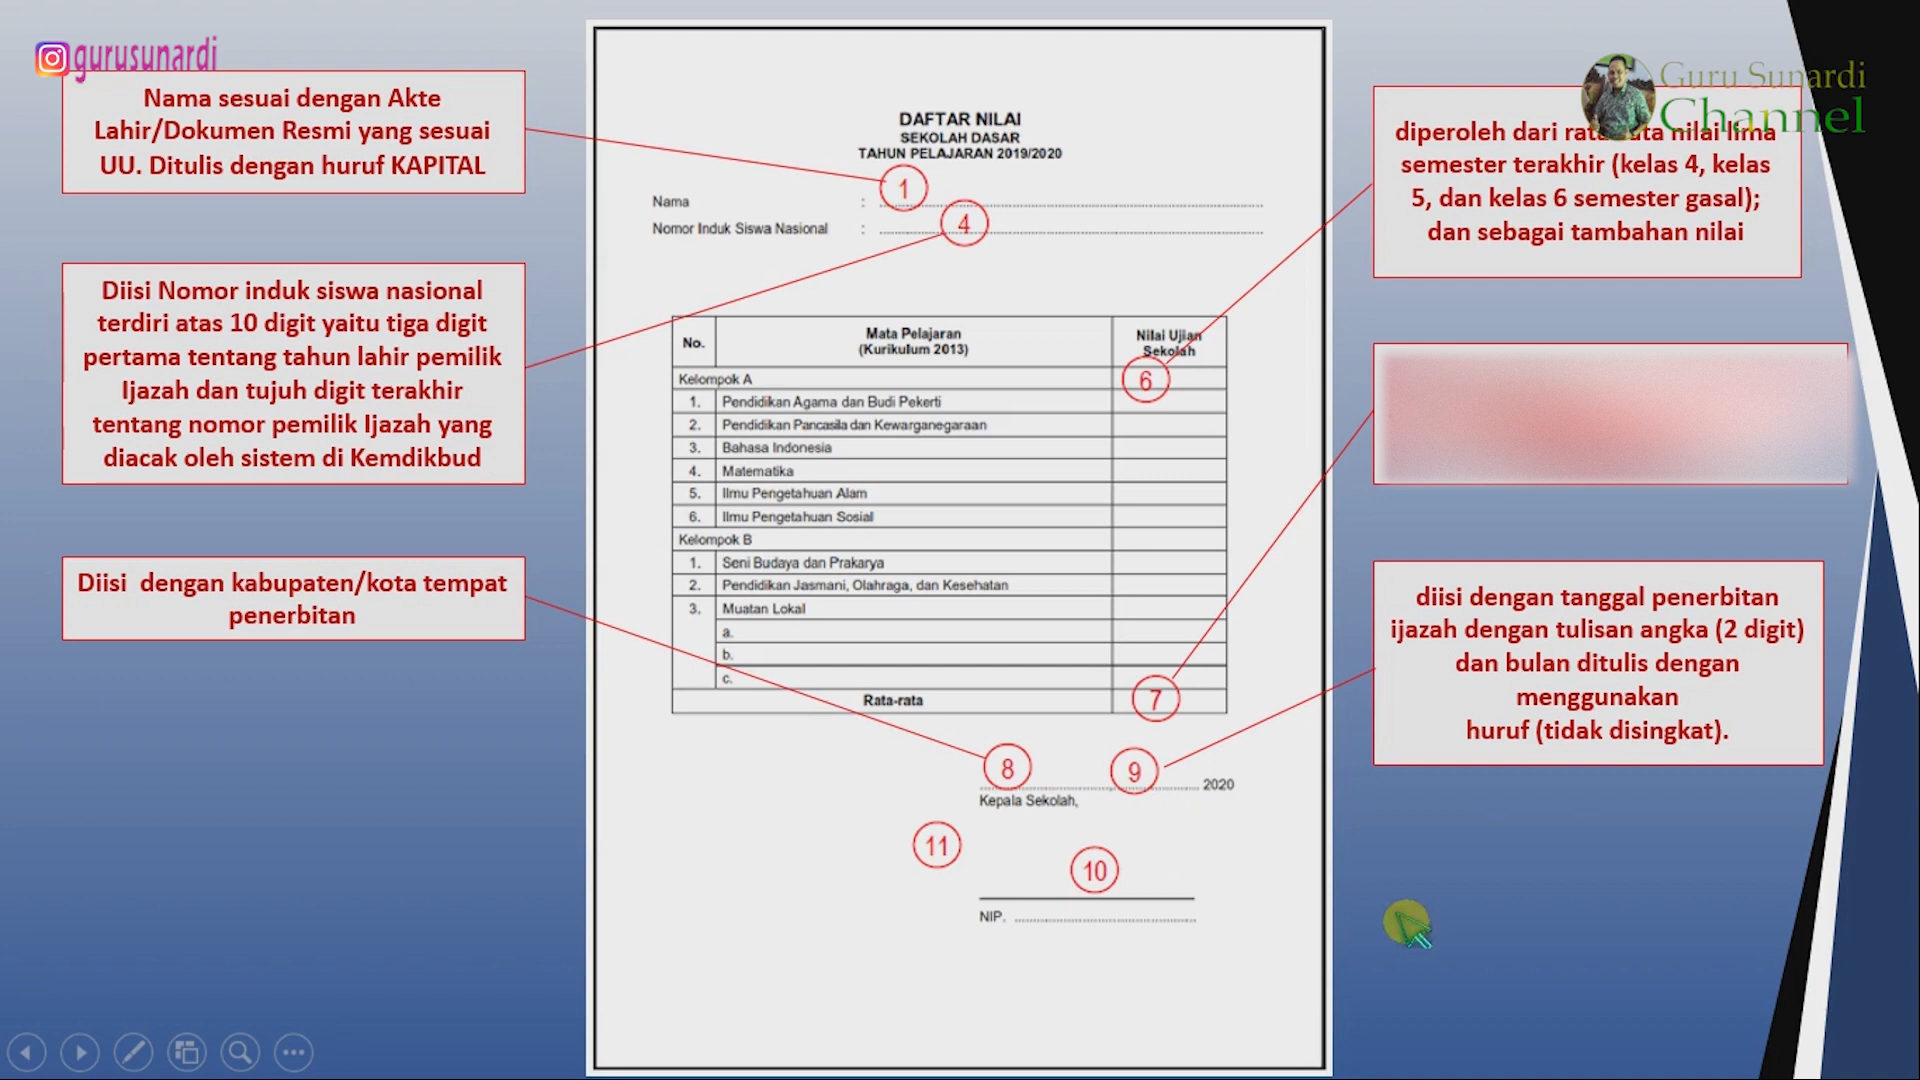 gurusunardi
Nama sesuai dengan Akte
Lahir/Dokumen Resmi yang sesuai
UU. Ditulis dengan huruf KAPITAL
Diisi Nomor induk siswa nasional
terdiri atas 10 digit yaitu tiga digit
pertama tentang tahun lahir pemilik
Ijazah dan tujuh digit terakhir
tentang nomor pemilik Ijazah yang
diacak oleh sistem di Kemdikbud
Diisi dengan kabupaten/kota tempat
penerbitan
DAFTAR NILAI
SEKOLAH DASAR
TAHUN PELAJARAN 2019/2020
Nama : 1
Nomor Induk Siswa Nasional : 4
No. Mata Pelajaran (Kurikulum 2013) Nilai Ujian Sekolah
Kelompok A 6
1. Pendidikan Agama dan Budi Pekerti
2. Pendidikan Pancasila dan Kewarganegaraan
3. Bahasa Indonesia
4. Matematika
5. Ilmu Pengetahuan Alam
6. Ilmu Pengetahuan Sosial
Kelompok B
1. Seni Budaya dan Prakarya
2. Pendidikan Jasmani, Olahraga, dan Kesehatan
3. Muatan Lokal
a.
b.
c.
Rata-rata 7
8 9 2020
Kepala Sekolah,
11
10
NIP.
Guru Sunardi
Channel
diperoleh dari nilai lima
semester terakhir (kelas 4, kelas
5, dan kelas 6 semester gasal);
dan sebagai tambahan nilai
diisi dengan tanggal penerbitan
ijazah dengan tulisan angka (2 digit)
dan bulan ditulis dengan
menggunakan
huruf (tidak disingkat).